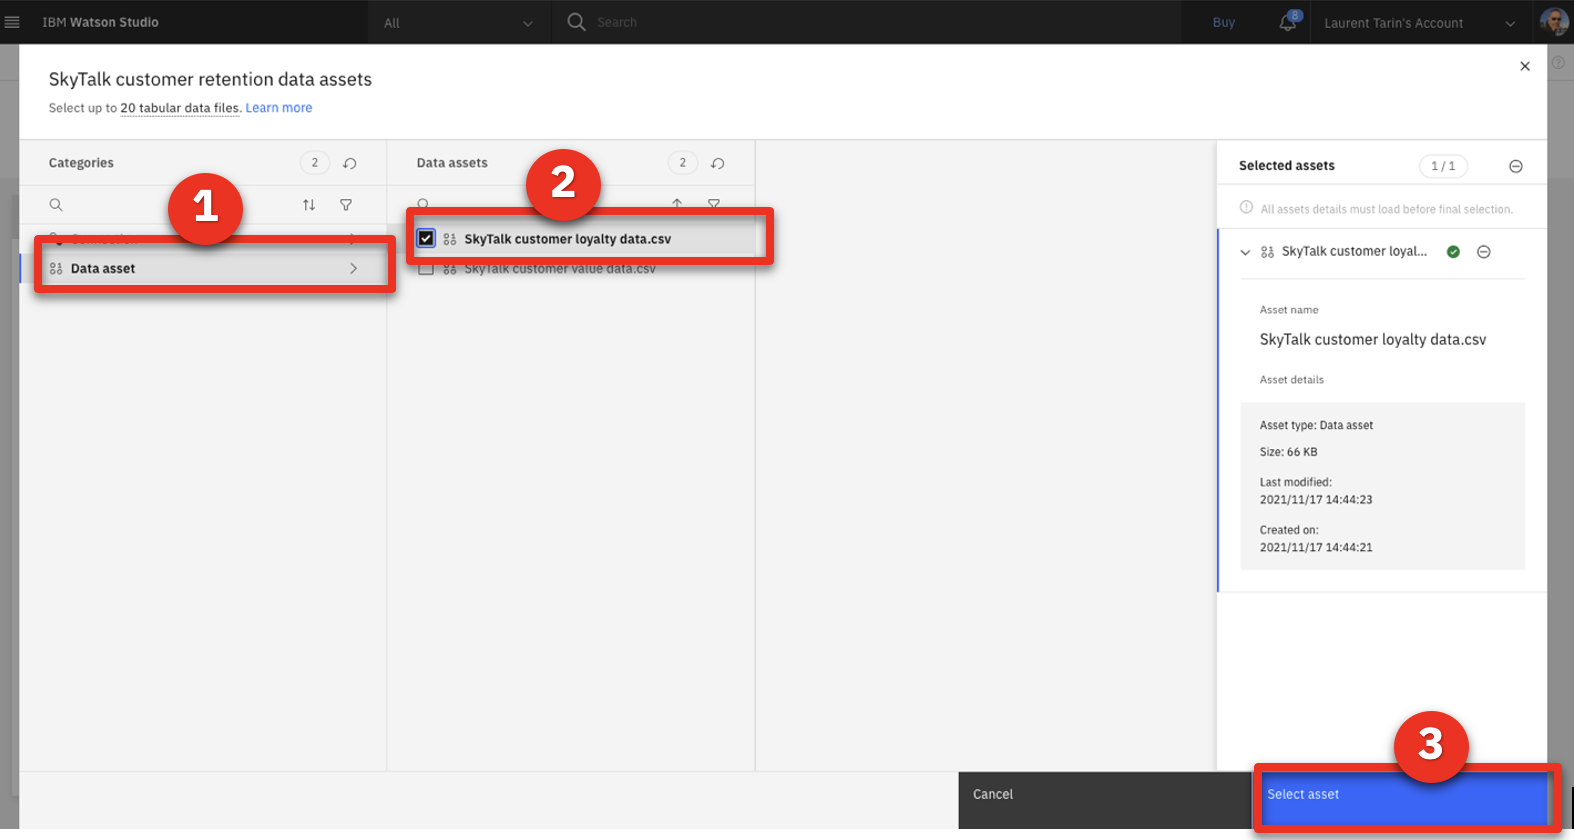 IBM Watson Studio
All
Search
Buy
8
Laurent Tarin's Account
SkyTalk customer retention data assets
Select up to 20 tabular data files. Learn more
Categories
2
Data assets
2
Selected assets
1 / 1
1
2
All assets details must load before final selection.
Connection
SkyTalk customer loyalty data.csv
SkyTalk customer loyal...
Data asset
SkyTalk customer value data.csv
Asset name
SkyTalk customer loyalty data.csv
Asset details
Asset type: Data asset
Size: 66 KB
Last modified:
2021/11/17 14:44:23
Created on:
2021/11/17 14:44:21
3
Cancel
Select asset